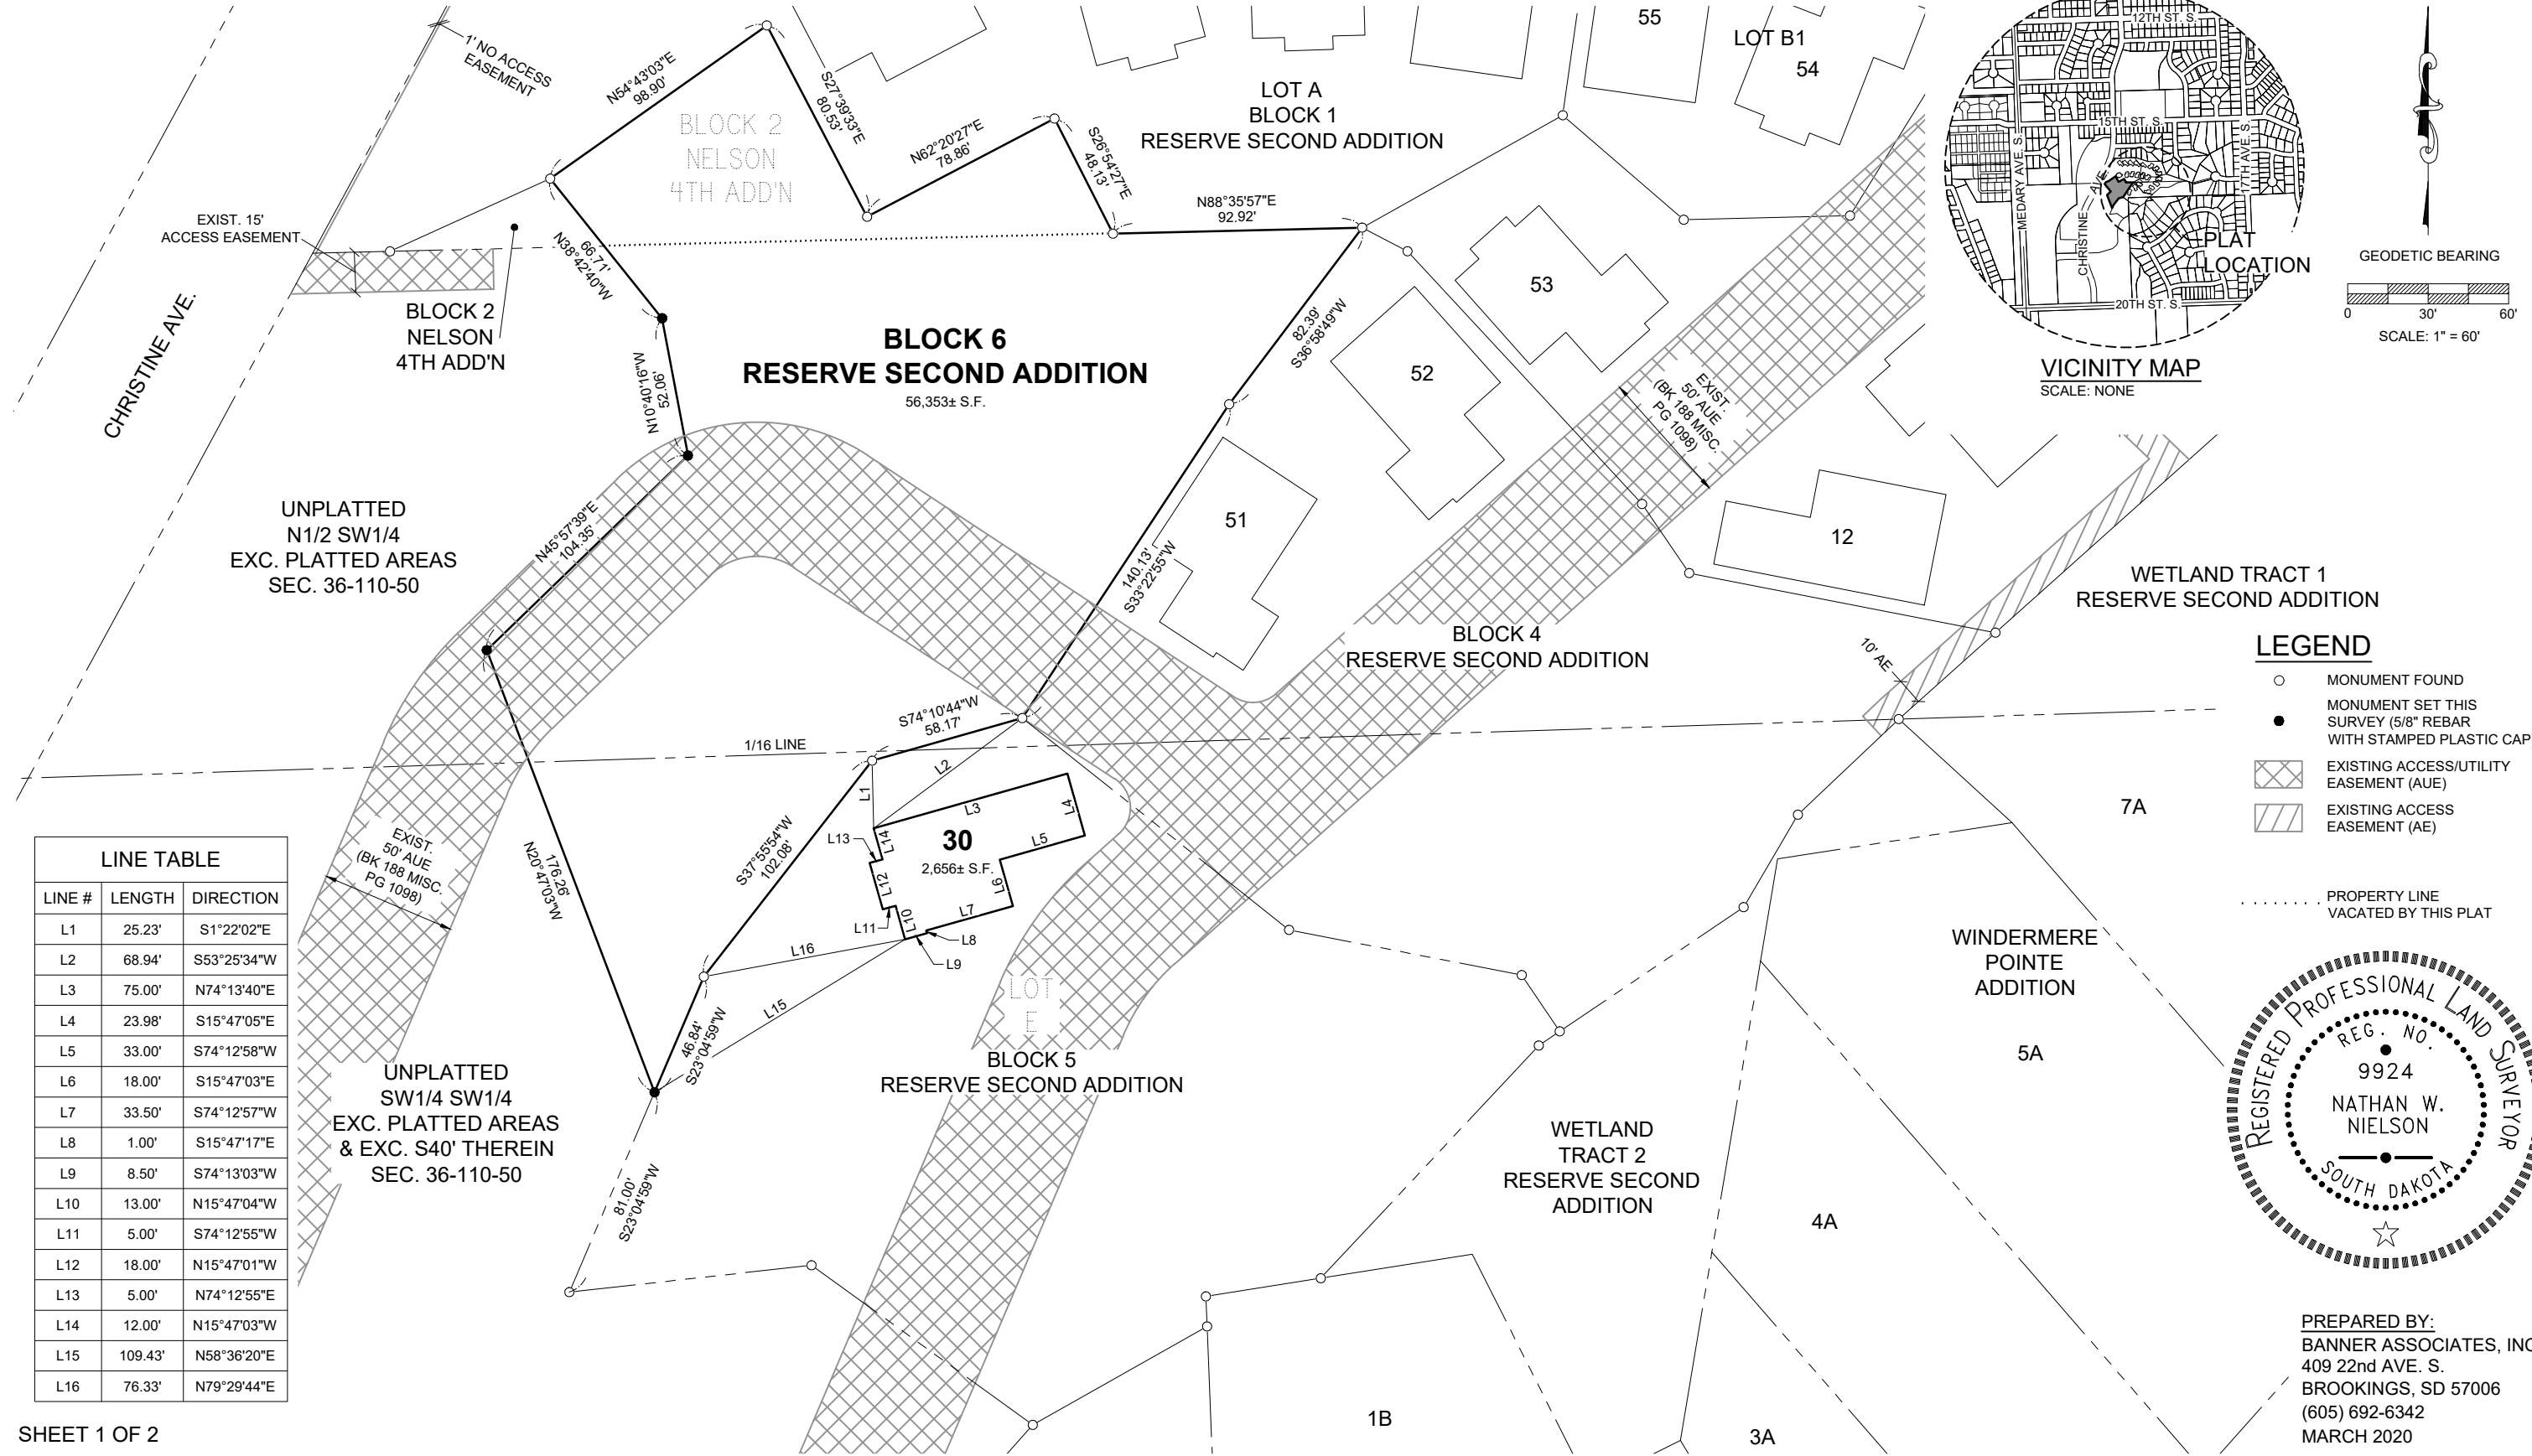 1' NO ACCESS
EASEMENT
N54°43'03"E
98.90'
S27°39'33"E
80.53'
BLOCK 2
NELSON
4TH ADD'N
N62°20'27"E
78.86'
S26°54'27"E
48.13'
LOT A
BLOCK 1
RESERVE SECOND ADDITION
N88°35'57"E
92.92'
55
LOT B1
54
53
52
51
12
EXIST. 15'
ACCESS EASEMENT
CHRISTINE AVE.
BLOCK 2
NELSON
4TH ADD'N
66.71'
N38°42'40"W
N10°40'16"W
52.06'
BLOCK 6
RESERVE SECOND ADDITION
56,353± S.F.
82.39'
S36°58'49"W
140.13'
S33°22'55"W
EXIST.
50' AUE
(BK 188 MISC.
PG 1098)
UNPLATTED
N1/2 SW1/4
EXC. PLATTED AREAS
SEC. 36-110-50
N45°57'39"E
104.35'
S74°10'44"W
58.17'
1/16 LINE
BLOCK 4
RESERVE SECOND ADDITION
10' AE
WETLAND TRACT 1
RESERVE SECOND ADDITION
L1
L2
L3
L4
L5
L6
L7
L8
L9
L10
L11
L12
L13
L14
L15
L16
30
2,656± S.F.
S37°55'54"W
102.08'
176.26'
N20°47'03"W
46.84'
S23°04'59"W
81.00'
S23°04'59"W
EXIST.
50' AUE
(BK 188 MISC.
PG 1098)
UNPLATTED
SW1/4 SW1/4
EXC. PLATTED AREAS
& EXC. S40' THEREIN
SEC. 36-110-50
LOT
E
BLOCK 5
RESERVE SECOND ADDITION
WETLAND
TRACT 2
RESERVE SECOND
ADDITION
WINDERMERE
POINTE
ADDITION
7A
5A
4A
3A
1B
12TH ST. S.
15TH ST. S.
MEDARY AVE. S.
17TH AVE. S.
CHRISTINE AVE.
20TH ST. S.
PLAT
LOCATION
VICINITY MAP
SCALE: NONE
GEODETIC BEARING
0 30' 60'
SCALE: 1" = 60'
LEGEND
MONUMENT FOUND
MONUMENT SET THIS
SURVEY (5/8" REBAR
WITH STAMPED PLASTIC CAP
EXISTING ACCESS/UTILITY
EASEMENT (AUE)
EXISTING ACCESS
EASEMENT (AE)
PROPERTY LINE
VACATED BY THIS PLAT
REGISTERED PROFESSIONAL LAND SURVEYOR
REG. NO.
9924
NATHAN W.
NIELSON
SOUTH DAKOTA
PREPARED BY:
BANNER ASSOCIATES, INC
409 22nd AVE. S.
BROOKINGS, SD 57006
(605) 692-6342
MARCH 2020
LINE TABLE
LINE # LENGTH DIRECTION
L1 25.23' S1°22'02"E
L2 68.94' S53°25'34"W
L3 75.00' N74°13'40"E
L4 23.98' S15°47'05"E
L5 33.00' S74°12'58"W
L6 18.00' S15°47'03"E
L7 33.50' S74°12'57"W
L8 1.00' S15°47'17"E
L9 8.50' S74°13'03"W
L10 13.00' N15°47'04"W
L11 5.00' S74°12'55"W
L12 18.00' N15°47'01"W
L13 5.00' N74°12'55"E
L14 12.00' N15°47'03"W
L15 109.43' N58°36'20"E
L16 76.33' N79°29'44"E
SHEET 1 OF 2